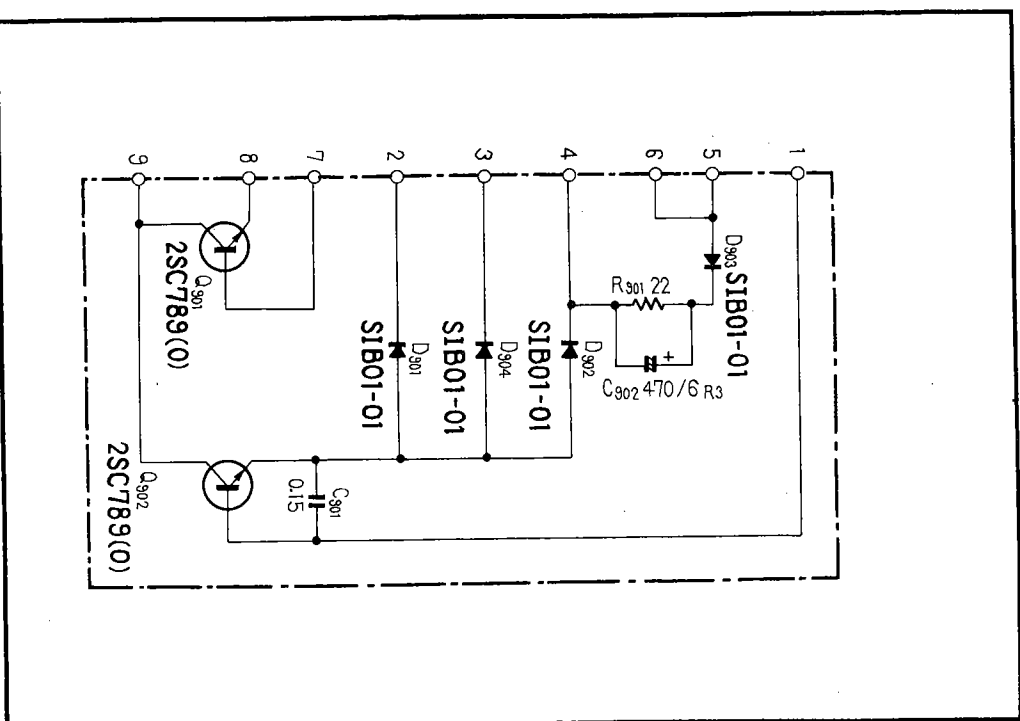 9
8
7
2
3
4
6
5
1
Q901
2SC789(O)
D901
SIB01-01
D904
SIB01-01
D902
SIB01-01
D903
SIB01-01
R901 22
+
C902 470/6 R3
Q902
2SC789(O)
C901
0.15